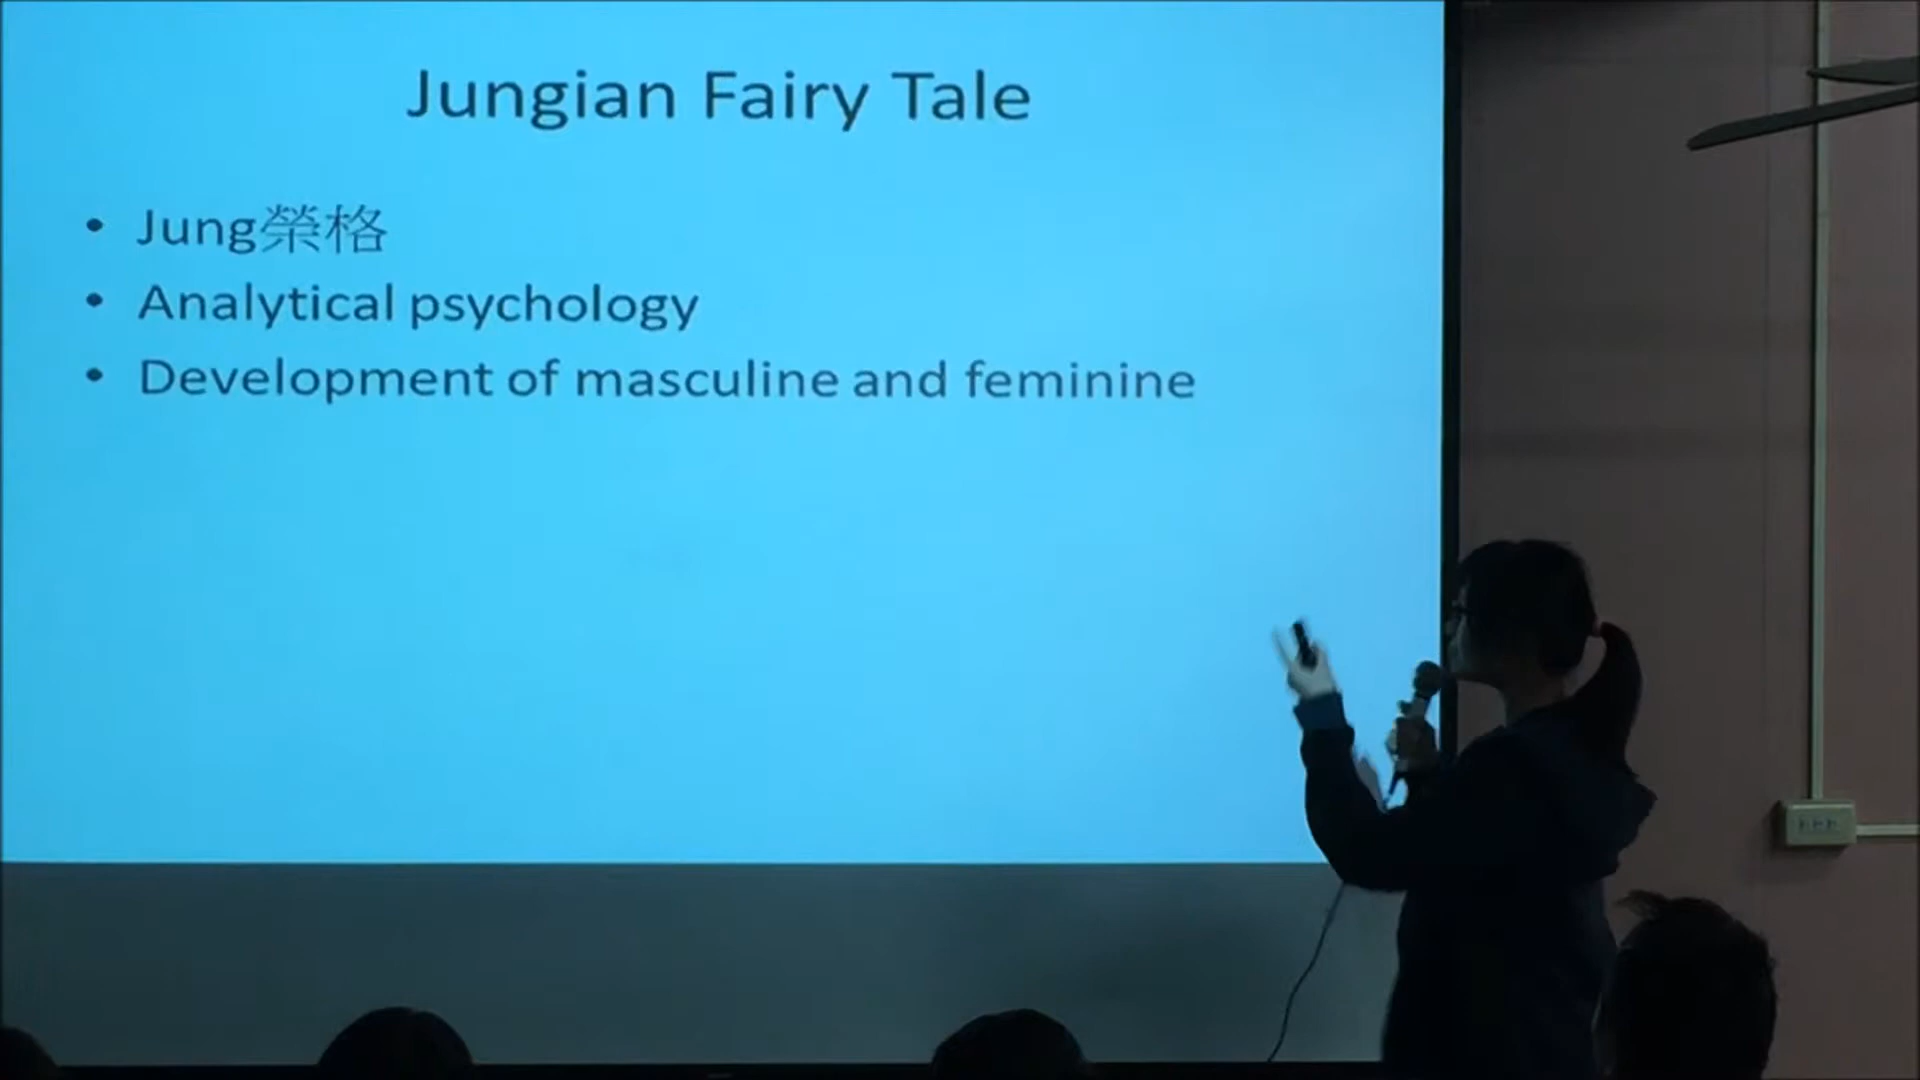 Jungian Fairy Tale
• Jung榮格
• Analytical psychology
• Development of masculine and feminine